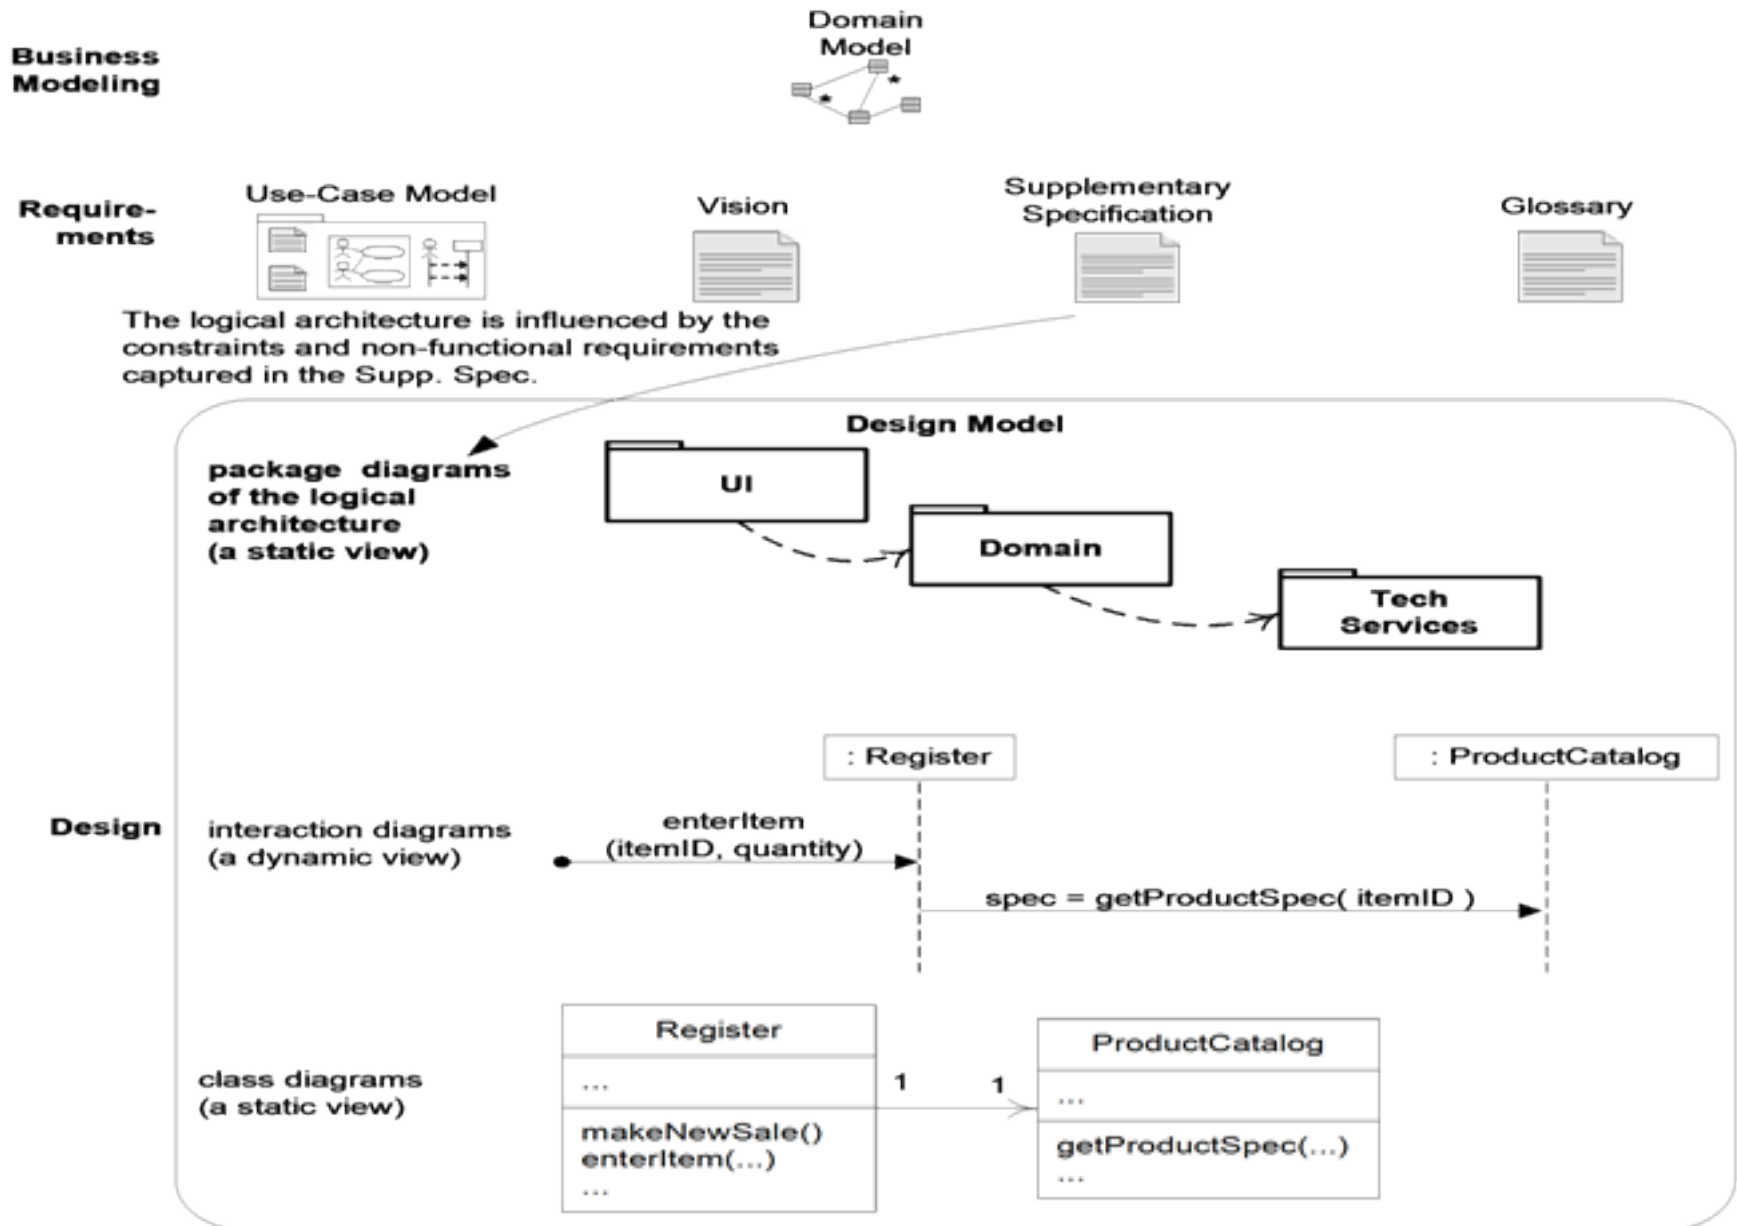 Domain
Model
Business
Modeling
Use-Case Model
Vision
Supplementary
Specification
Glossary
Require-
ments
The logical architecture is influenced by the
constraints and non-functional requirements
captured in the Supp. Spec.
Design Model
package diagrams
of the logical
architecture
(a static view)
UI
Domain
Tech
Services
: Register
: ProductCatalog
Design
interaction diagrams
(a dynamic view)
enterItem
(itemID, quantity)
spec = getProductSpec( itemID )
class diagrams
(a static view)
Register
...
makeNewSale()
enterItem(...)
...
1
1
ProductCatalog
...
getProductSpec(...)
...